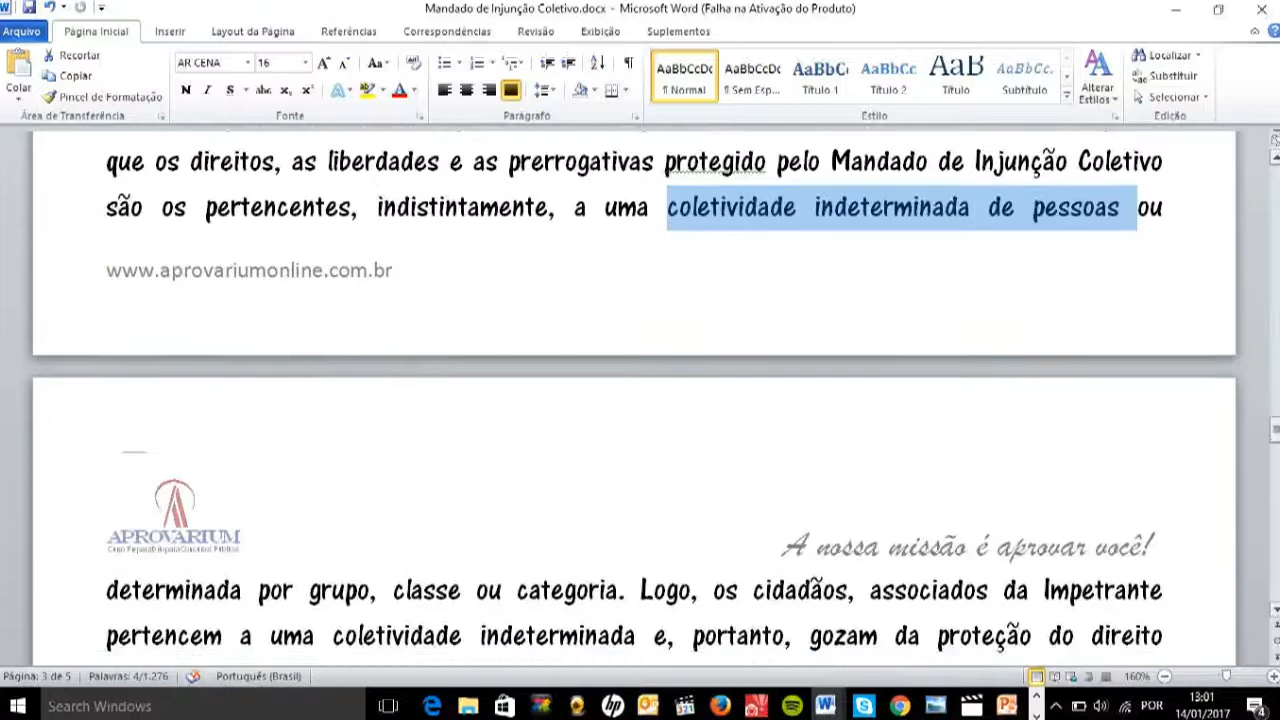 Mandado de Injunção Coletivo.docx - Microsoft Word (Falha na Ativação do Produto)
Arquivo Página Inicial Inserir Layout da Página Referências Correspondências Revisão Exibição Suplementos
Colar
Recortar
Copiar
Pincel de Formatação
Área de Transferência
AR CENA 16
Fonte
Parágrafo
AaBbCcDc AaBbCcDc AaBbC AaBbCc AaB AaBbCc.
¶ Normal ¶ Sem Esp... Título 1 Título 2 Título Subtítulo
Alterar Estilos
Estilo
Localizar
Substituir
Selecionar
Edição
que os direitos, as liberdades e as prerrogativas protegido pelo Mandado de Injunção Coletivo
são os pertencentes, indistintamente, a uma coletividade indeterminada de pessoas ou
www.aprovariumonline.com.br
APROVARIUM
A nossa missão é aprovar você!
determinada por grupo, classe ou categoria. Logo, os cidadãos, associados da Impetrante
pertencem a uma coletividade indeterminada e, portanto, gozam da proteção do direito
Página: 3 de 5 Palavras: 4/1.276 Português (Brasil) 160%
Search Windows
POR
13:01
14/01/2017